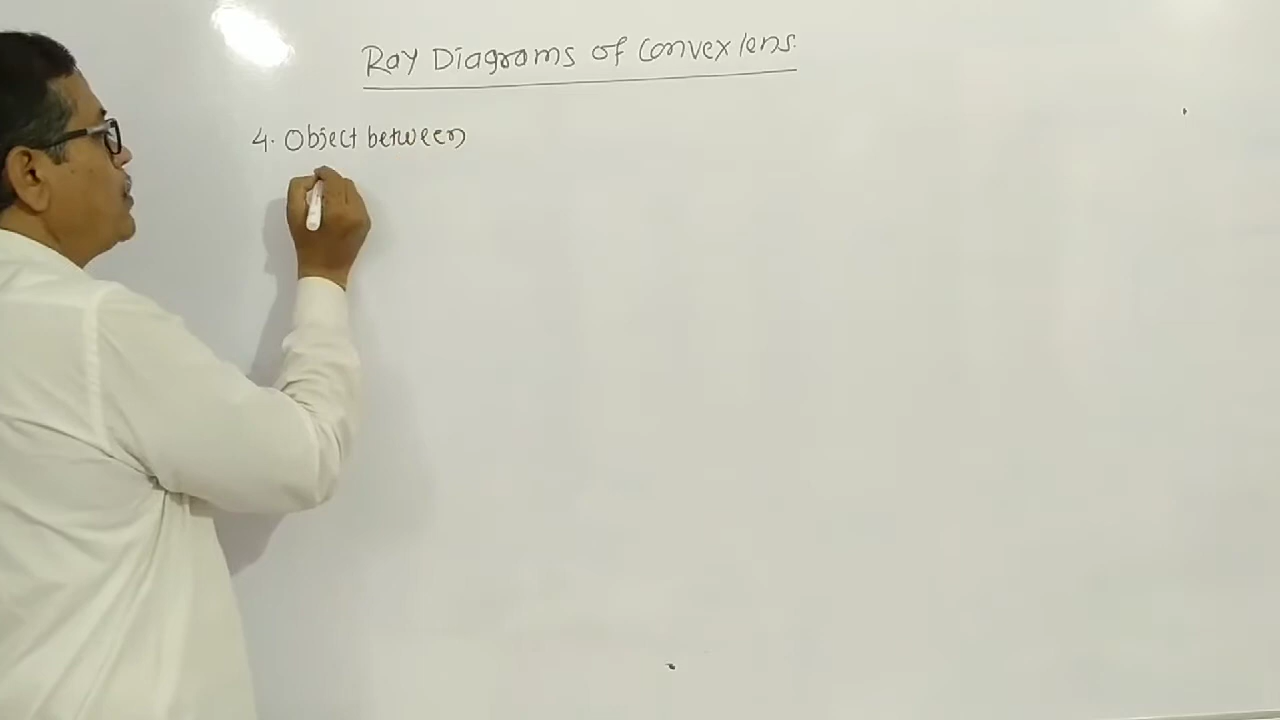 Ray Diagrams of Convex lens.
4. Object between